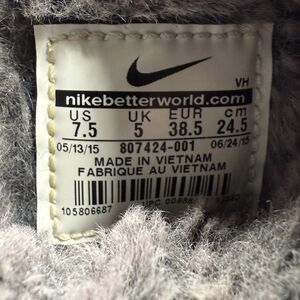 VH
nikebetterworld.com
US UK EUR cm
7.5 5 38.5 24.5
05/13/15 807424-001 06/24/15
MADE IN VIETNAM
FABRIQUE AU VIETNAM
105806687 UPC